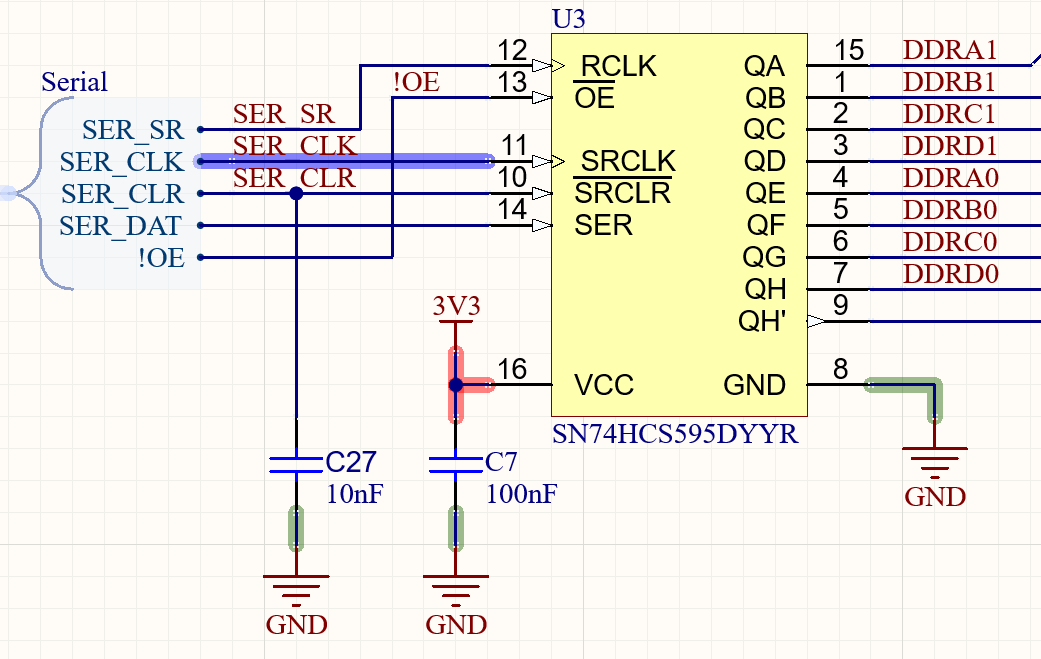 U3
Serial
12 RCLK QA 15 DDRA1
!OE 13 OE QB 1 DDRB1
SER_SR SER_SR QC 2 DDRC1
SER_CLK SER_CLK 11 SRCLK QD 3 DDRD1
SER_CLR SER_CLR 10 SRCLR QE 4 DDRA0
SER_DAT 14 SER QF 5 DDRB0
!OE QG 6 DDRC0
QH 7 DDRD0
3V3 QH' 9
16 VCC GND 8
SN74HCS595DYYR
C27 C7
10nF 100nF GND
GND GND